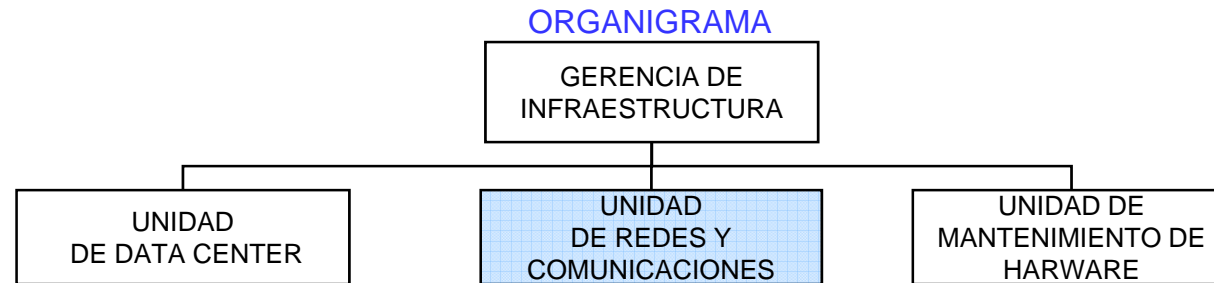 ORGANIGRAMA
GERENCIA DE
INFRAESTRUCTURA
UNIDAD
DE DATA CENTER
UNIDAD
DE REDES Y
COMUNICACIONES
UNIDAD DE
MANTENIMIENTO DE
HARWARE